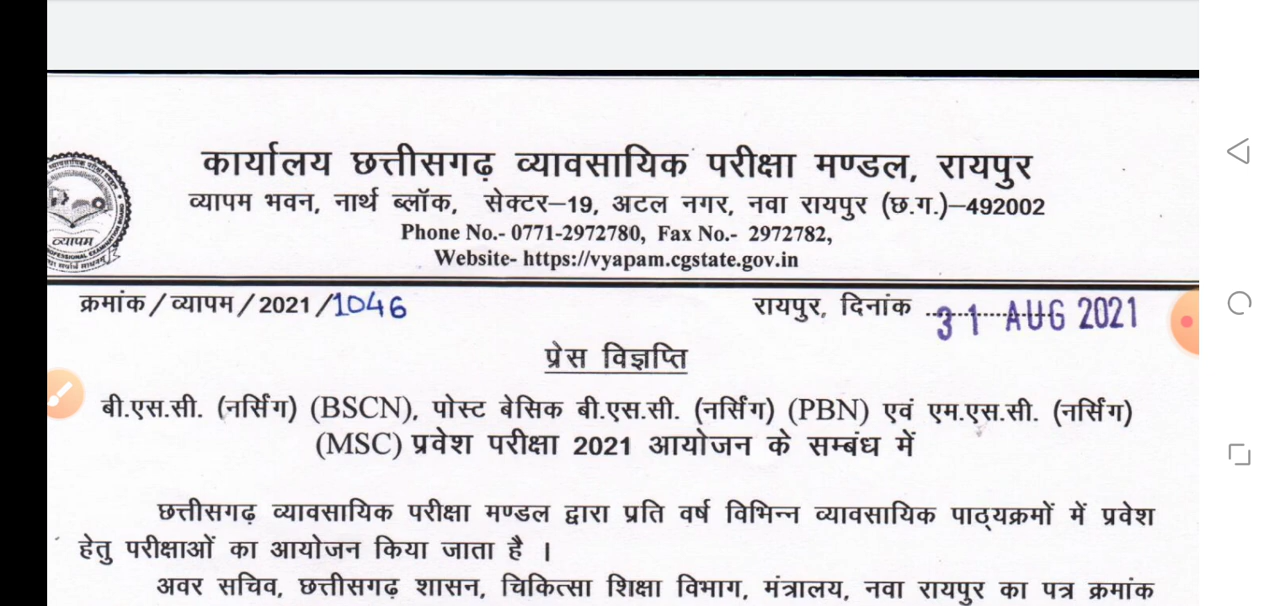 कार्यालय छत्तीसगढ़ व्यावसायिक परीक्षा मण्डल, रायपुर
व्यापम भवन, नार्थ ब्लॉक, सेक्टर–19, अटल नगर, नवा रायपुर (छ.ग.)–492002
Phone No.- 0771-2972780, Fax No.- 2972782,
Website- https://vyapam.cgstate.gov.in
व्यापम
क्रमांक / व्यापम / 2021 /1046 रायपुर, दिनांक 31 AUG 2021
प्रेस विज्ञप्ति
बी.एस.सी. (नर्सिंग) (BSCN), पोस्ट बेसिक बी.एस.सी. (नर्सिंग) (PBN) एवं एम.एस.सी. (नर्सिंग)
(MSC) प्रवेश परीक्षा 2021 आयोजन के सम्बंध में
छत्तीसगढ़ व्यावसायिक परीक्षा मण्डल द्वारा प्रति वर्ष विभिन्न व्यावसायिक पाठ्यक्रमों में प्रवेश
हेतु परीक्षाओं का आयोजन किया जाता है ।
अवर सचिव, छत्तीसगढ़ शासन, चिकित्सा शिक्षा विभाग, मंत्रालय, नवा रायपुर का पत्र क्रमांक